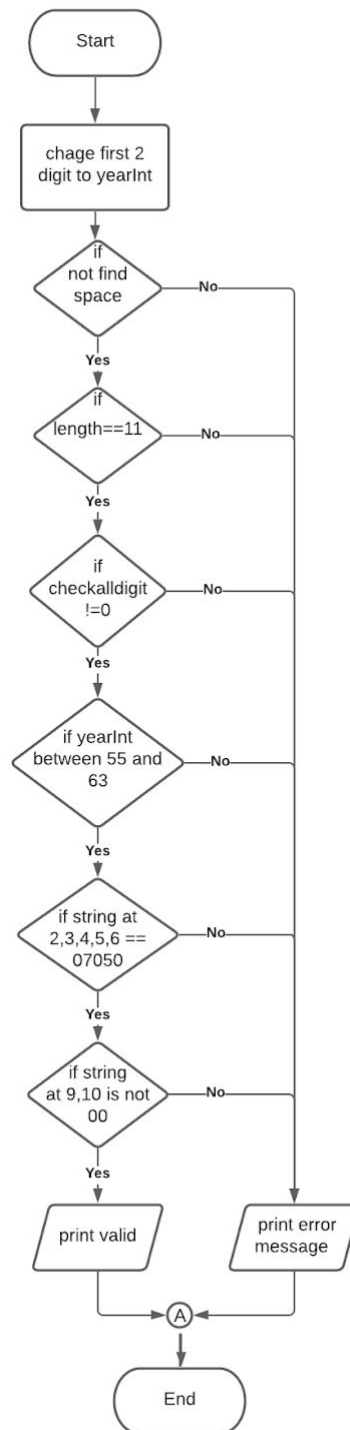 Start
chage first 2
digit to yearInt
if
not find
space
No
Yes
if
length==11
No
Yes
if
checkalldigit
!=0
No
Yes
if yearInt
between 55 and
63
No
Yes
if string at
2,3,4,5,6 ==
07050
No
Yes
if string
at 9,10 is not
00
No
Yes
print valid
print error
message
A
End